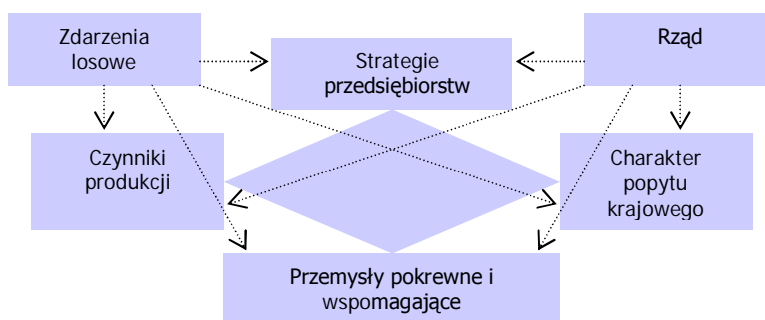 Zdarzenia
losowe
Strategie
przedsiębiorstw
Rząd
Czynniki
produkcji
Charakter
popytu
krajowego
Przemysły pokrewne i
wspomagające